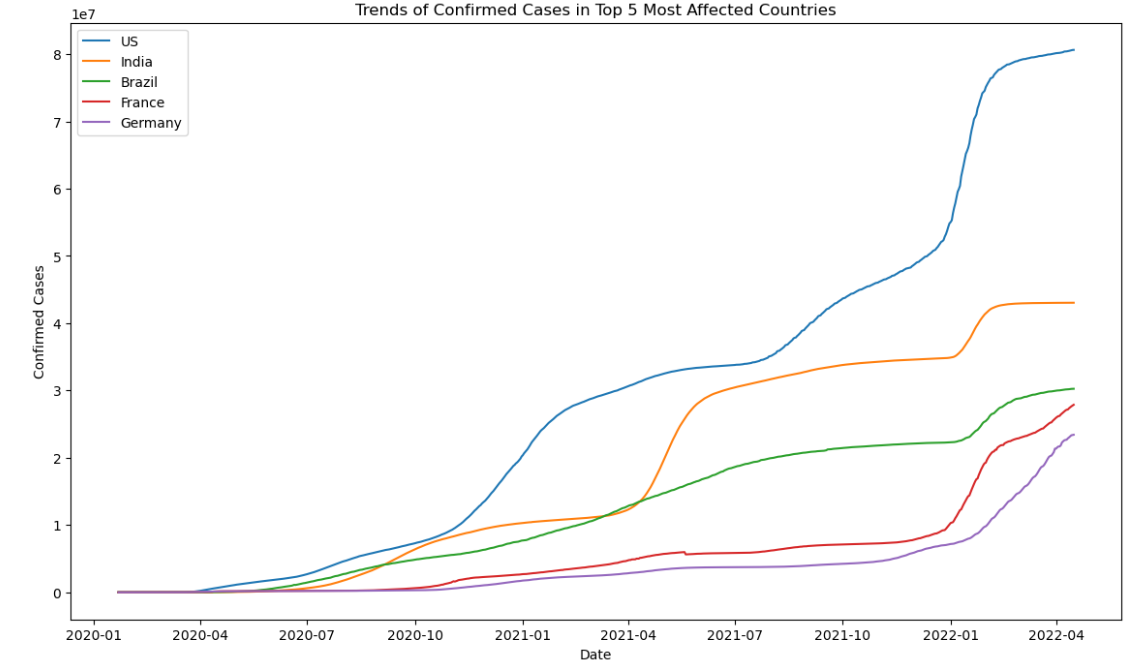 Trends of Confirmed Cases in Top 5 Most Affected Countries
1e7
US
India
Brazil
France
Germany
8
7
6
5
4
3
2
1
0
Confirmed Cases
2020-01 2020-04 2020-07 2020-10 2021-01 2021-04 2021-07 2021-10 2022-01 2022-04
Date